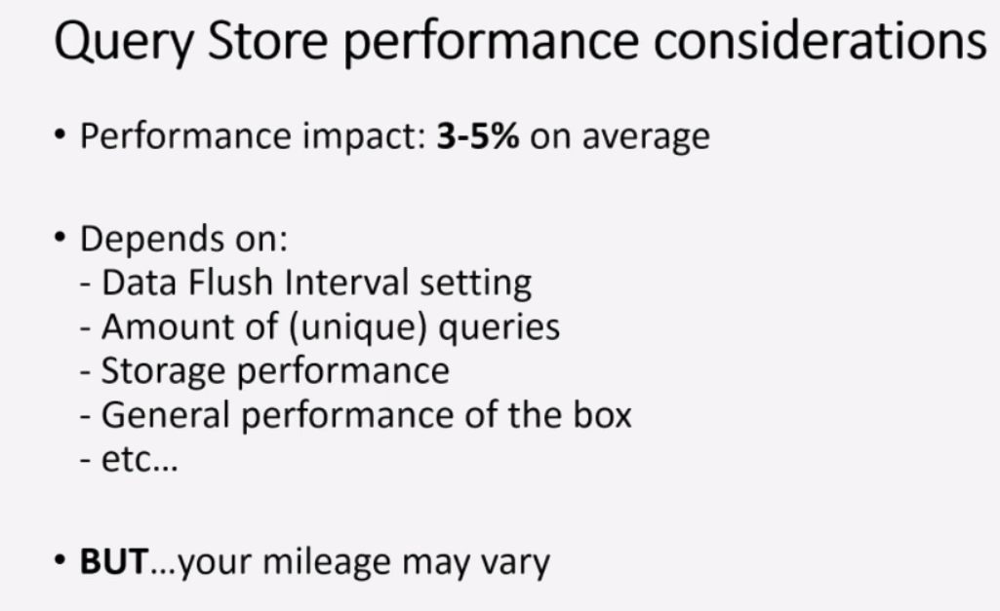 Query Store performance considerations
• Performance impact: 3-5% on average
• Depends on:
- Data Flush Interval setting
- Amount of (unique) queries
- Storage performance
- General performance of the box
- etc...
• BUT...your mileage may vary